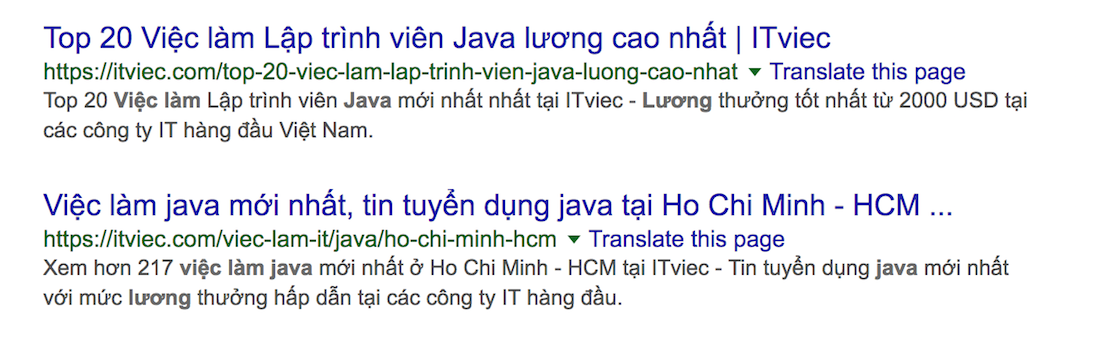 Top 20 Việc làm Lập trình viên Java lương cao nhất | ITviec
https://itviec.com/top-20-viec-lam-lap-trinh-vien-java-luong-cao-nhat ▼ Translate this page
Top 20 Việc làm Lập trình viên Java mới nhất nhất tại ITviec - Lương thưởng tốt nhất từ 2000 USD tại
các công ty IT hàng đầu Việt Nam.
Việc làm java mới nhất, tin tuyển dụng java tại Ho Chi Minh - HCM ...
https://itviec.com/viec-lam-it/java/ho-chi-minh-hcm ▼ Translate this page
Xem hơn 217 việc làm java mới nhất ở Ho Chi Minh - HCM tại ITviec - Tin tuyển dụng java mới nhất
với mức lương thưởng hấp dẫn tại các công ty IT hàng đầu.